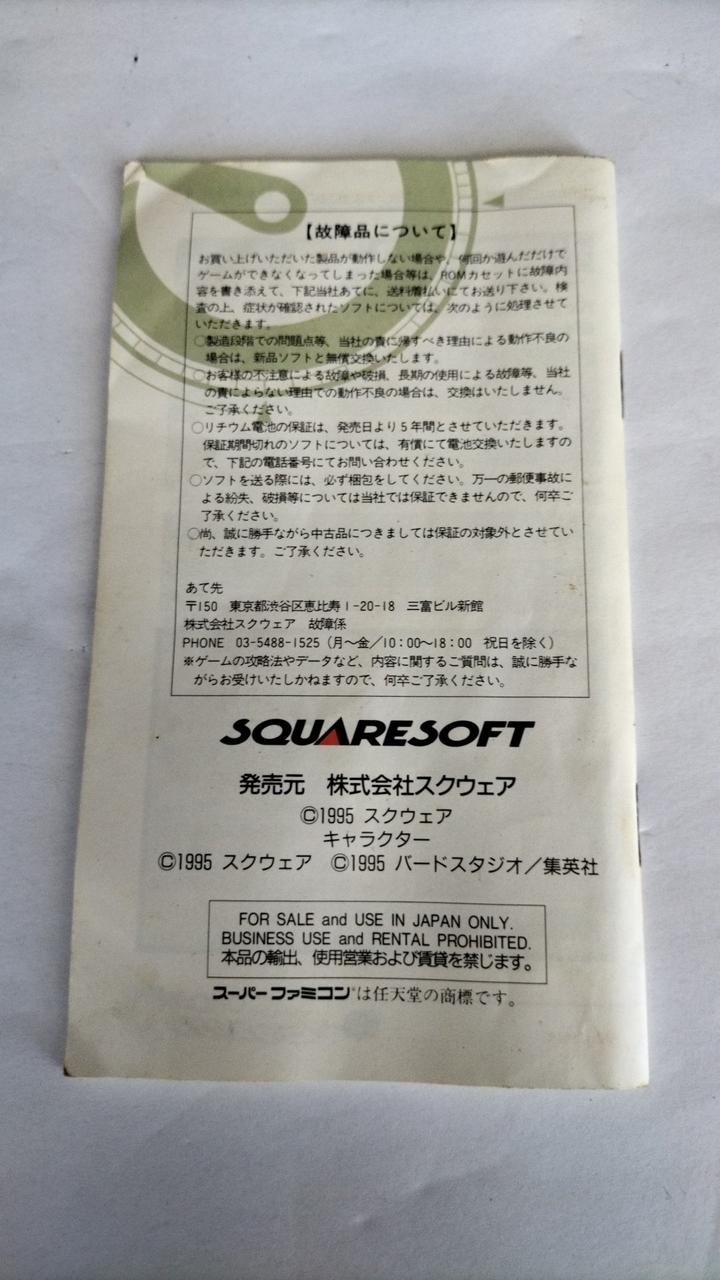 【故障品について】
お買い上げいただいた製品が動作しない場合や、何回か遊んだだけで
ゲームができなくなってしまった場合等は、ROMカセットに故障内
容を書き添えて、下記当社あてに、送料着払いにてお送り下さい。検
査の上、症状が確認されたソフトについては、次のように処理させて
いただきます。
○製造段階での問題点等、当社の責に帰すべき理由による動作不良の
場合は、新品ソフトと無償交換いたします。
○お客様の不注意による故障や破損、長期の使用による故障等、当社
の責によらない理由での動作不良の場合は、交換はいたしません。
ご了承ください。
○リチウム電池の保証は、発売日より5年間とさせていただきます。
保証期間切れのソフトについては、有償にて電池交換いたしますの
で、下記の電話番号にてお問い合わせください。
○ソフトを送る際には、必ず梱包をしてください。万一の郵便事故に
よる紛失、破損等については当社では保証できませんので、何卒ご
了承ください。
○尚、誠に勝手ながら中古品につきましては保証の対象外とさせてい
ただきます。ご了承ください。
あて先
〒150 東京都渋谷区恵比寿1-20-18 三富ビル新館
株式会社スクウェア 故障係
PHONE 03-5488-1525（月〜金／10：00〜18：00 祝日を除く）
※ゲームの攻略法やデータなど、内容に関するご質問は、誠に勝手な
がらお受けいたしかねますので、何卒ご了承ください。
SQUARESOFT
発売元 株式会社スクウェア
©1995 スクウェア
キャラクター
©1995 スクウェア ©1995 バードスタジオ／集英社
FOR SALE and USE IN JAPAN ONLY.
BUSINESS USE and RENTAL PROHIBITED.
本品の輸出、使用営業および賃貸を禁じます。
スーパーファミコン®は任天堂の商標です。